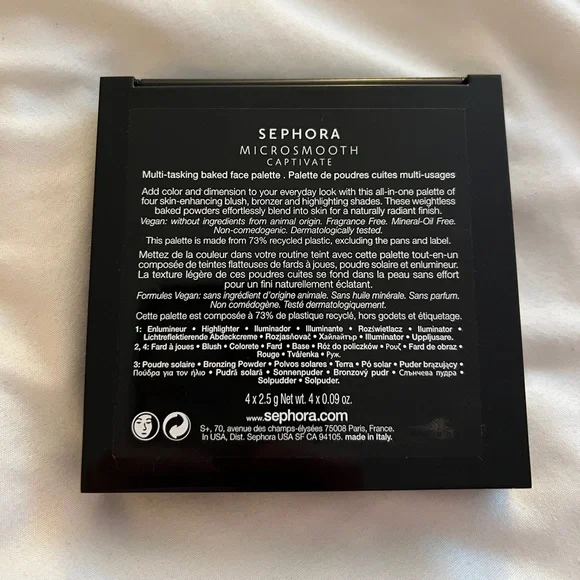 SEPHORA
MICROSMOOTH
CAPTIVATE
Multi-tasking baked face palette . Palette de poudres cuites multi-usages
Add color and dimension to your everyday look with this all-in-one palette of
four skin-enhancing blush, bronzer and highlighting shades. These weightless
baked powders effortlessly blend into skin for a naturally radiant finish.
Vegan: without ingredients from animal origin. Fragrance Free. Mineral-Oil Free.
Non-comedogenic. Dermatologically tested.
This palette is made from 73% recycled plastic, excluding the pans and label.
Mettez de la couleur dans votre routine teint avec cette palette tout-en-un
composée de teintes flatteuses de fards à joues, poudre solaire et enlumineur.
La texture légère de ces poudres cuites se fond dans la peau sans effort
pour un fini naturellement éclatant.
Formules Vegan: sans ingrédient d'origine animale. Sans huile minérale. Sans parfum.
Non comédogène. Testé dermatologiquement.
Cette palette est composée à 73% de plastique recyclé, hors godets et étiquetage.
1: Enlumineur • Highlighter • Iluminador • Illuminante • Rozświetlacz • Iluminator •
Lichtreflektierende Abdeckcreme • Rozjasňovač • Хайлайтър • Illuminator • Uppljusare.
2, 4: Fard à joues • Blush • Colorete • Fard • Base • Róż do policzków • Ρουζ • Fard de obraz •
Rouge • Tvářenka • Руж.
3: Poudre solaire • Bronzing Powder • Polvos solares • Terra • Pó solar • Puder brązujący •
Πούδρα για τον ήλιο • Pudră solară • Sonnenpuder • Bronzový pudr • Слънчева пудра •
Solpudder • Solpuder.
4 x 2.5 g Net wt. 4 x 0.09 oz.
www.sephora.com
S+, 70, avenue des champs-élysées 75008 Paris, France.
In USA, Dist. Sephora USA SF CA 94105. made in Italy.